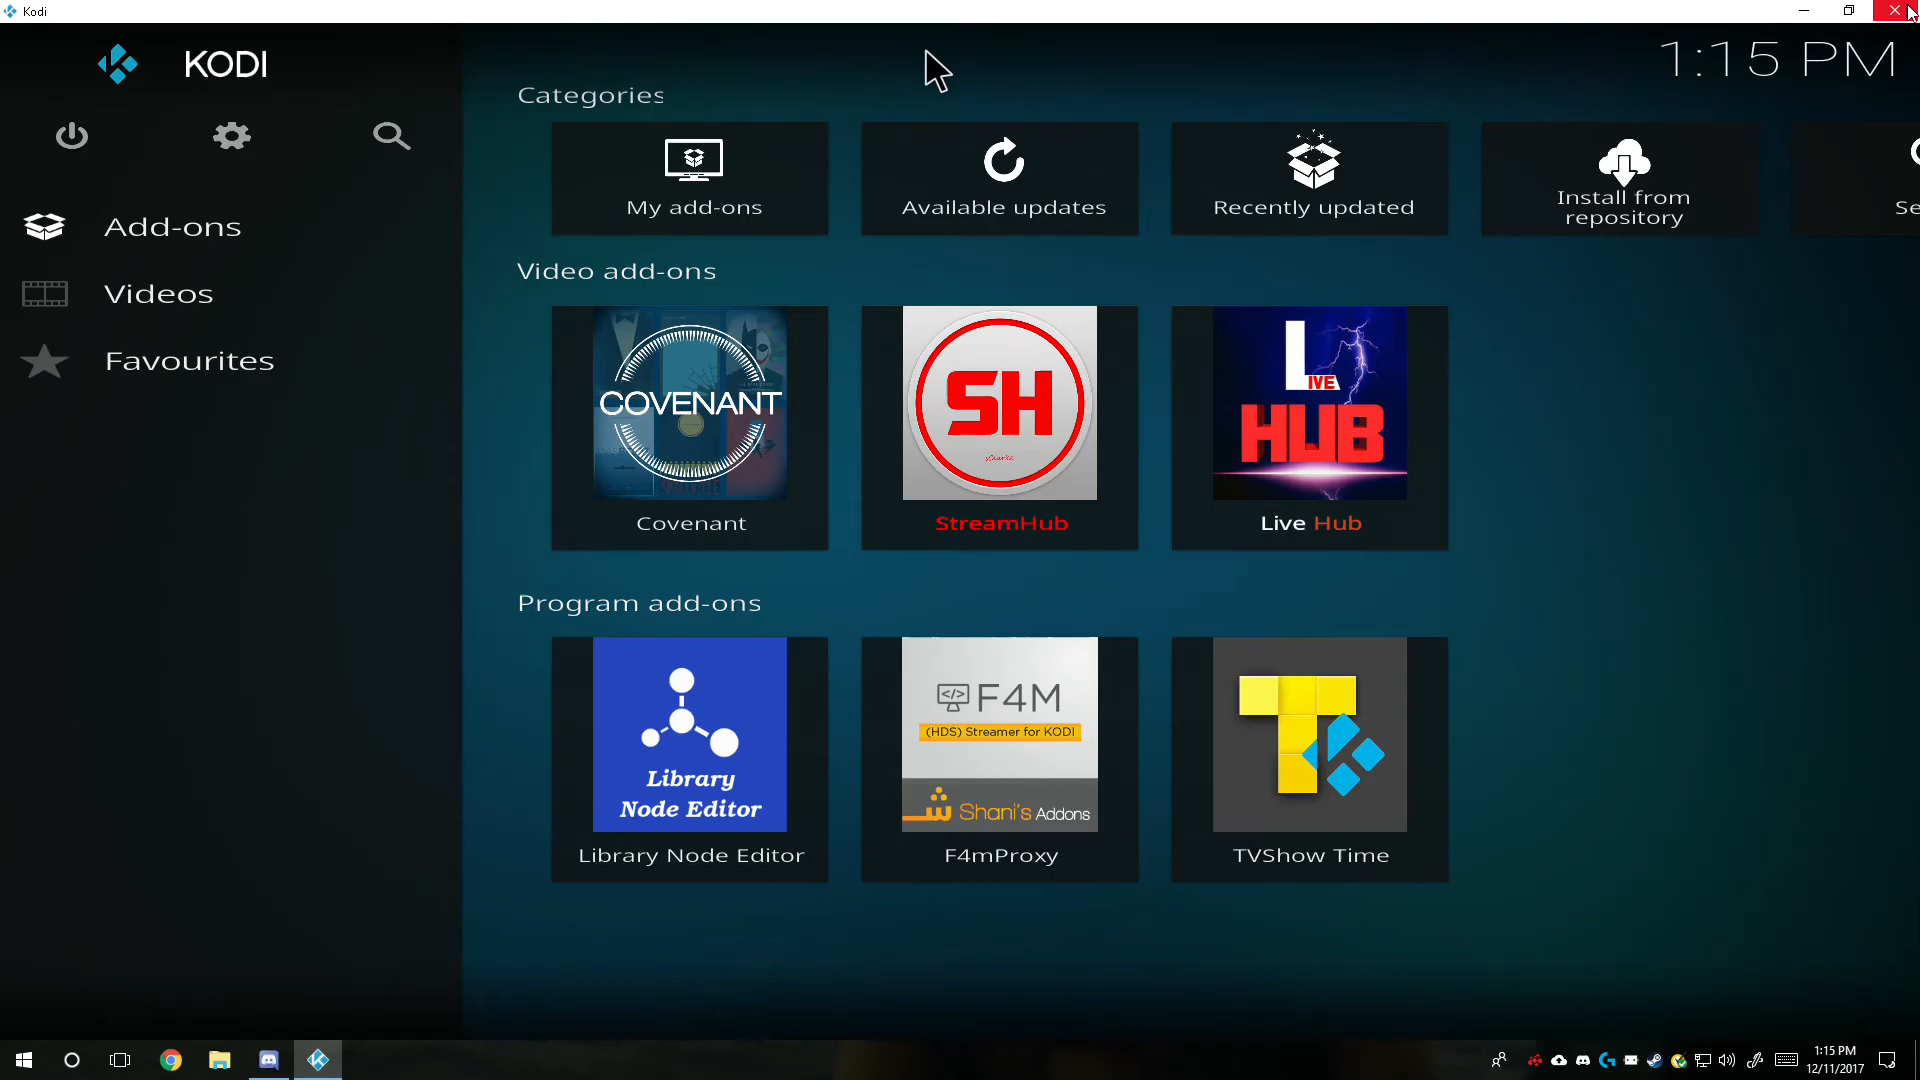 Kodi
KODI
1:15 PM
Categories
My add-ons
Available updates
Recently updated
Install from
repository
Se
Add-ons
Videos
Favourites
Video add-ons
COVENANT
SH
LIVE
HUB
Covenant
StreamHub
Live Hub
Program add-ons
Library
Node Editor
</> F4M
(HDS) Streamer for KODI
شـ Shani's Addons
Library Node Editor
F4mProxy
TVShow Time
1:15 PM
12/11/2017